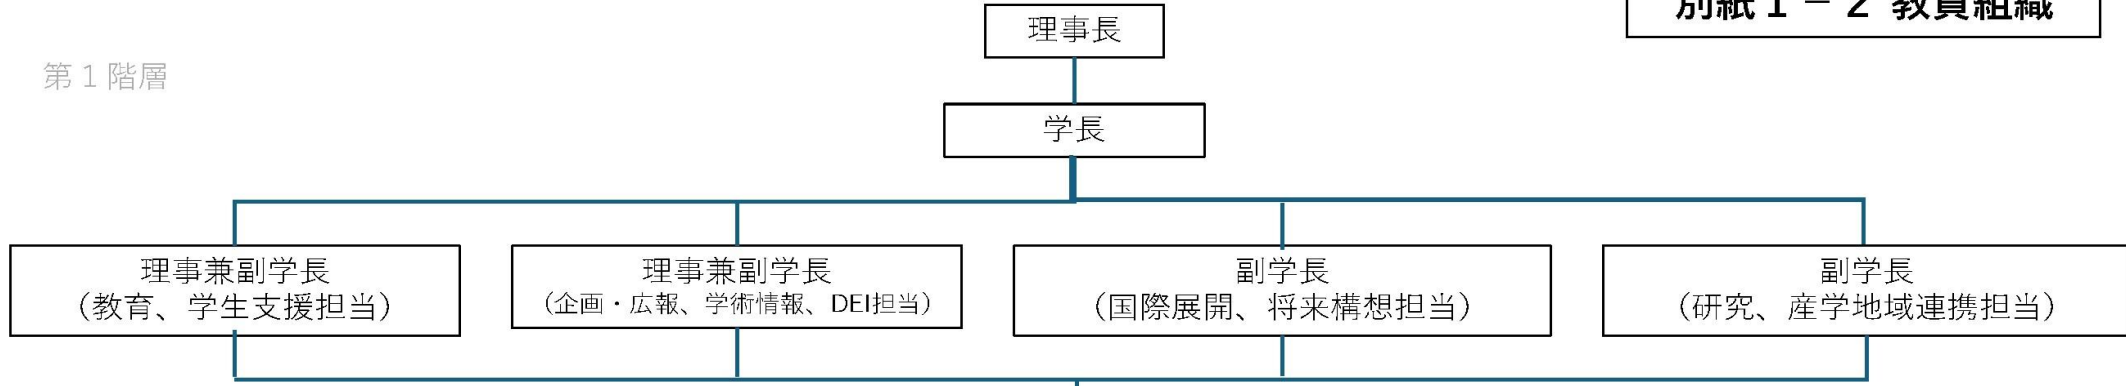 別紙１－２ 教員組織
理事長
第１階層
学長
理事兼副学長
（教育、学生支援担当）
理事兼副学長
（企画・広報、学術情報、DEI担当）
副学長
（国際展開、将来構想担当）
副学長
（研究、産学地域連携担当）